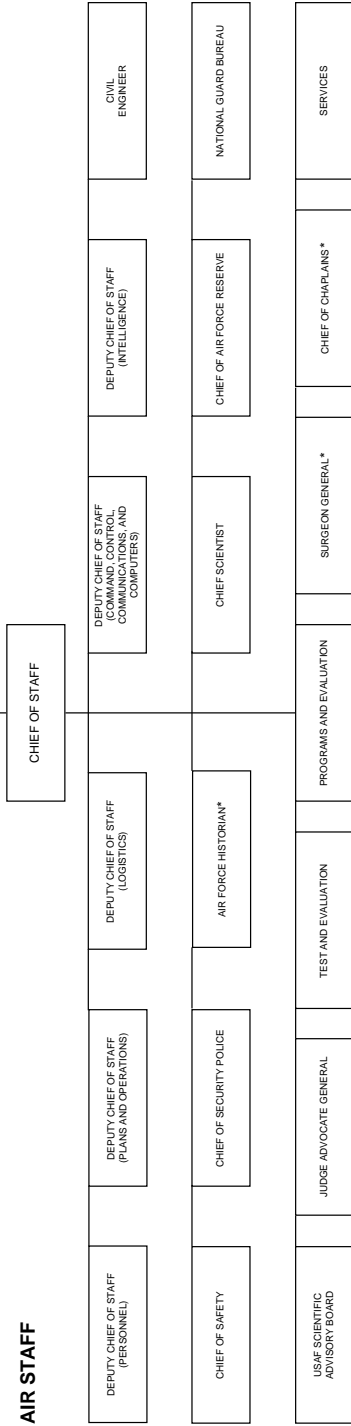 AIR STAFF
CHIEF OF STAFF
DEPUTY CHIEF OF STAFF
(PERSONNEL)
DEPUTY CHIEF OF STAFF
(PLANS AND OPERATIONS)
DEPUTY CHIEF OF STAFF
(LOGISTICS)
DEPUTY CHIEF OF STAFF
(COMMAND, CONTROL,
COMMUNICATIONS, AND
COMPUTERS)
DEPUTY CHIEF OF STAFF
(INTELLIGENCE)
CIVIL
ENGINEER
CHIEF OF SAFETY
CHIEF OF SECURITY POLICE
AIR FORCE HISTORIAN*
CHIEF SCIENTIST
CHIEF OF AIR FORCE RESERVE
NATIONAL GUARD BUREAU
USAF SCIENTIFIC
ADVISORY BOARD
JUDGE ADVOCATE GENERAL
TEST AND EVALUATION
PROGRAMS AND EVALUATION
SURGEON GENERAL*
CHIEF OF CHAPLAINS*
SERVICES